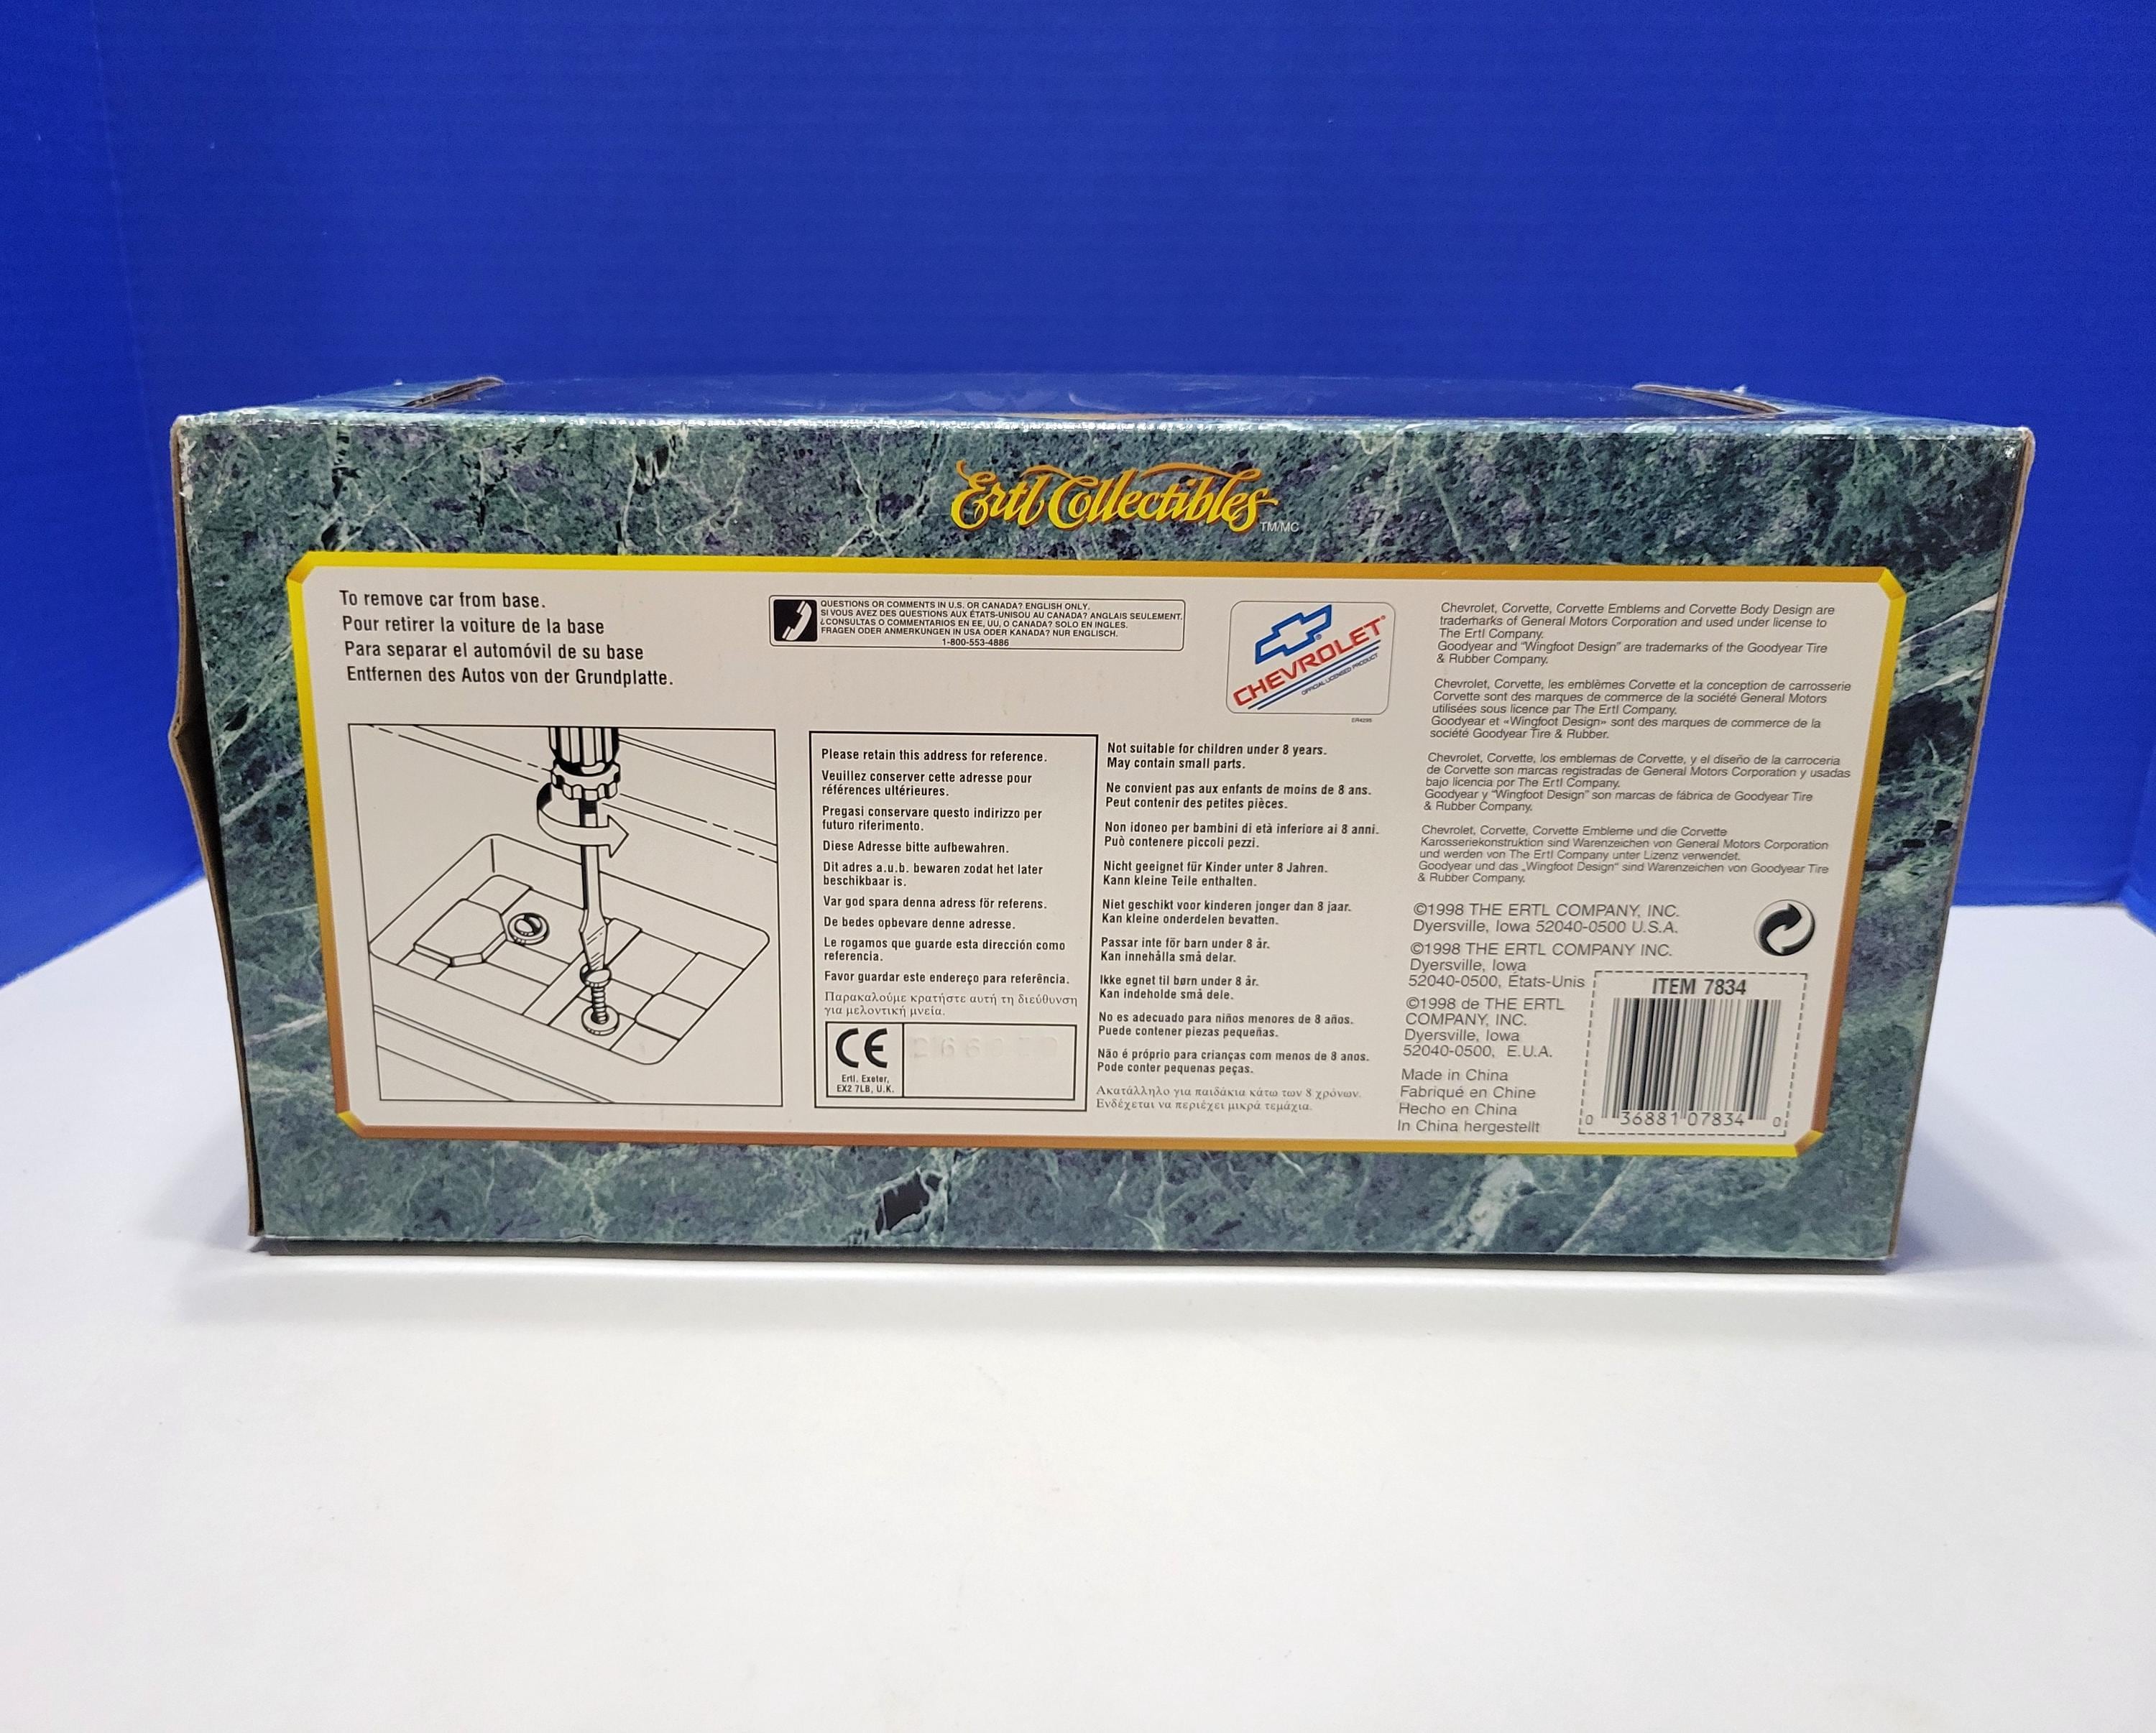 Ertl Collectibles TM/MC
To remove car from base.
Pour retirer la voiture de la base
Para separar el automóvil de su base
Entfernen des Autos von der Grundplatte.
QUESTIONS OR COMMENTS IN U.S. OR CANADA? ENGLISH ONLY.
SI VOUS AVEZ DES QUESTIONS AUX ÉTATS-UNISOU AU CANADA? ANGLAIS SEULEMENT.
¿CONSULTAS O COMMENTARIOS EN EE, UU, O CANADA? SOLO EN INGLES.
FRAGEN ODER ANMERKUNGEN IN USA ODER KANADA? NUR ENGLISCH.
1-800-553-4886
CHEVROLET®
OFFICIAL LICENSED PRODUCT
Please retain this address for reference.
Veuillez conserver cette adresse pour
références ultérieures.
Pregasi conservare questo indirizzo per
futuro riferimento.
Diese Adresse bitte aufbewahren.
Dit adres a.u.b. bewaren zodat het later
beschikbaar is.
Var god spara denna adress för referens.
De bedes opbevare denne adresse.
Le rogamos que guarde esta dirección como
referencia.
Favor guardar este endereço para referência.
Παρακαλούμε κρατήστε αυτή τη διεύθυνση
για μελοντική μνεία.
CE
Ertl. Exeter,
EX2 7LB, U.K.
Not suitable for children under 8 years.
May contain small parts.
Ne convient pas aux enfants de moins de 8 ans.
Peut contenir des petites pièces.
Non idoneo per bambini di età inferiore ai 8 anni.
Può contenere piccoli pezzi.
Nicht geeignet für Kinder unter 8 Jahren.
Kann kleine Teile enthalten.
Niet geschikt voor kinderen jonger dan 8 jaar.
Kan kleine onderdelen bevatten.
Passar inte för barn under 8 år.
Kan innehålla små delar.
Ikke egnet til børn under 8 år.
Kan indeholde små dele.
No es adecuado para niños menores de 8 años.
Puede contener piezas pequeñas.
Não é próprio para crianças com menos de 8 anos.
Pode conter pequenas peças.
Ακατάλληλο για παιδάκια κάτω των 8 χρόνων.
Ενδέχεται να περιέχει μικρά τεμάχια.
Chevrolet, Corvette, Corvette Emblems and Corvette Body Design are
trademarks of General Motors Corporation and used under license to
The Ertl Company.
Goodyear and "Wingfoot Design" are trademarks of the Goodyear Tire
& Rubber Company.
Chevrolet, Corvette, les emblèmes Corvette et la conception de carrosserie
Corvette sont des marques de commerce de la société General Motors
utilisées sous licence par The Ertl Company.
Goodyear et «Wingfoot Design» sont des marques de commerce de la
société Goodyear Tire & Rubber.
Chevrolet, Corvette, los emblemas de Corvette, y el diseño de la carroceria
de Corvette son marcas registradas de General Motors Corporation y usadas
bajo licencia por The Ertl Company.
Goodyear y "Wingfoot Design" son marcas de fábrica de Goodyear Tire
& Rubber Company.
Chevrolet, Corvette, Corvette Embleme und die Corvette
Karosseriekonstruktion sind Warenzeichen von General Motors Corporation
und werden von The Ertl Company unter Lizenz verwendet.
Goodyear und das „Wingfoot Design" sind Warenzeichen von Goodyear Tire
& Rubber Company.
©1998 THE ERTL COMPANY, INC.
Dyersville, Iowa 52040-0500 U.S.A.
©1998 THE ERTL COMPANY INC.
Dyersville, Iowa
52040-0500, États-Unis
©1998 de THE ERTL
COMPANY, INC.
Dyersville, Iowa
52040-0500, E.U.A.
Made in China
Fabriqué en Chine
Hecho en China
In China hergestellt
ITEM 7834
0 36881 07834 0